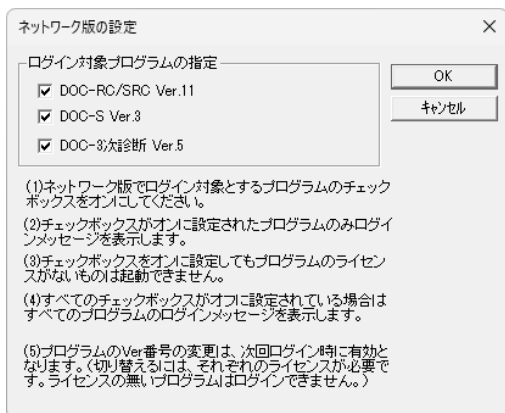 ネットワーク版の設定
ログイン対象プログラムの指定
DOC-RC/SRC Ver.11
DOC-S Ver.3
DOC-3次診断 Ver.5
OK
キャンセル
(1)ネットワーク版でログイン対象とするプログラムのチェック
ボックスをオンにしてください。
(2)チェックボックスがオンに設定されたプログラムのみログイ
ンメッセージを表示します。
(3)チェックボックスをオンに設定してもプログラムのライセン
スがないものは起動できません。
(4)すべてのチェックボックスがオフに設定されている場合は
すべてのプログラムのログインメッセージを表示します。
(5)プログラムのVer番号の変更は、次回ログイン時に有効と
なります。(切り替えるには、それぞれのライセンスが必要で
す。ライセンスの無いプログラムはログインできません。)